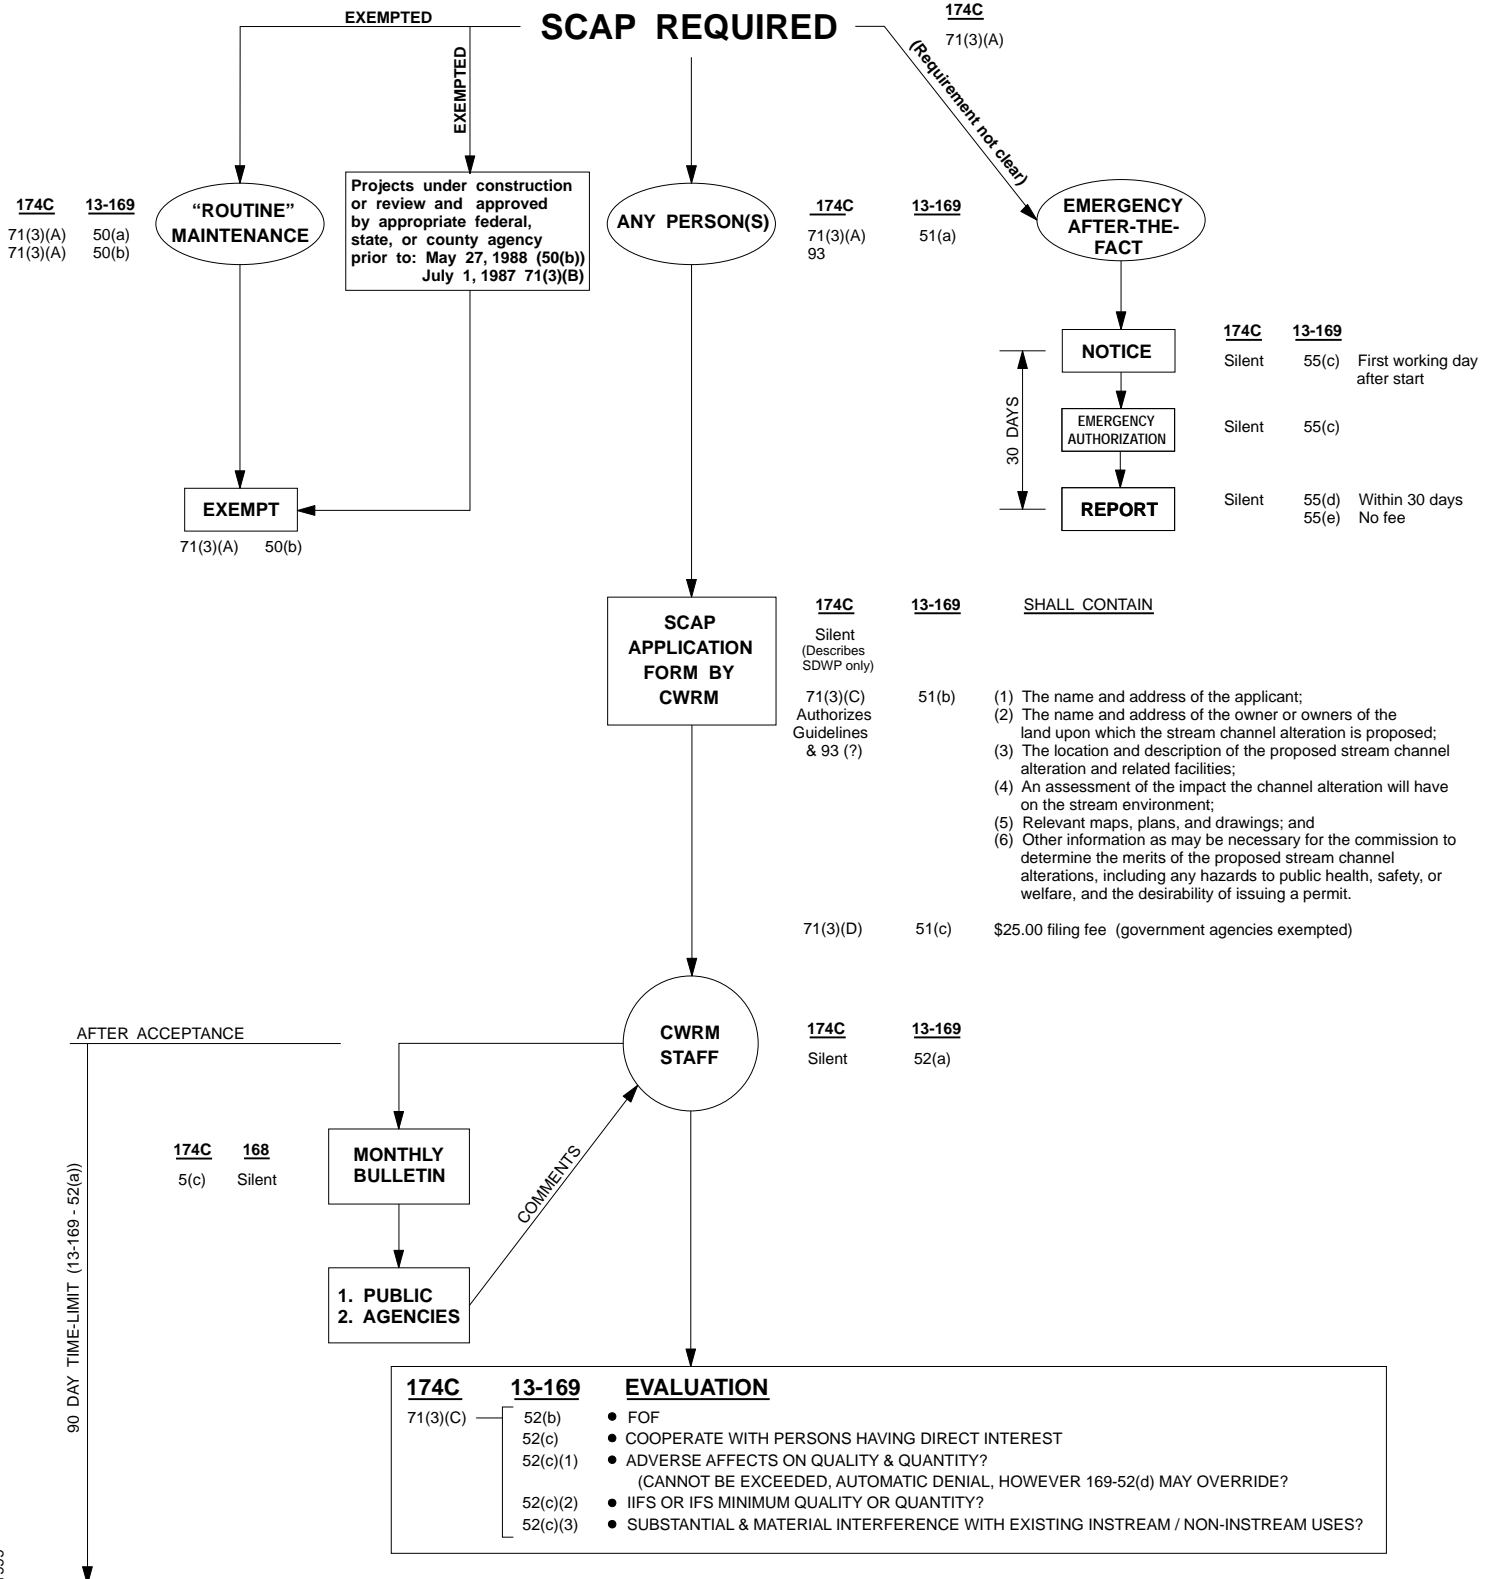 EXEMPTED
SCAP REQUIRED
174C
71(3)(A)
(Requirement not clear)
EXEMPTED
174C 13-169
71(3)(A) 50(a)
71(3)(A) 50(b)
“ROUTINE”
MAINTENANCE
Projects under construction
or review and approved
by appropriate federal,
state, or county agency
prior to: May 27, 1988 (50(b))
July 1, 1987 71(3)(B)
ANY PERSON(S)
174C 13-169
71(3)(A) 51(a)
93
EMERGENCY
AFTER-THE-
FACT
NOTICE
174C 13-169
Silent 55(c) First working day
after start
30 DAYS
EMERGENCY
AUTHORIZATION
Silent 55(c)
REPORT
Silent 55(d) Within 30 days
55(e) No fee
EXEMPT
71(3)(A) 50(b)
SCAP
APPLICATION
FORM BY
CWRM
174C 13-169 SHALL CONTAIN
Silent
(Describes
SDWP only)
71(3)(C) 51(b)
Authorizes
Guidelines
& 93 (?)
(1) The name and address of the applicant;
(2) The name and address of the owner or owners of the
land upon which the stream channel alteration is proposed;
(3) The location and description of the proposed stream channel
alteration and related facilities;
(4) An assessment of the impact the channel alteration will have
on the stream environment;
(5) Relevant maps, plans, and drawings; and
(6) Other information as may be necessary for the commission to
determine the merits of the proposed stream channel
alterations, including any hazards to public health, safety, or
welfare, and the desirability of issuing a permit.
71(3)(D) 51(c) $25.00 filing fee (government agencies exempted)
AFTER ACCEPTANCE
CWRM
STAFF
174C 13-169
Silent 52(a)
174C 168
5(c) Silent
MONTHLY
BULLETIN
COMMENTS
1. PUBLIC
2. AGENCIES
90 DAY TIME-LIMIT (13-169 - 52(a))
174C 13-169 EVALUATION
71(3)(C) 52(b) ● FOF
52(c) ● COOPERATE WITH PERSONS HAVING DIRECT INTEREST
52(c)(1) ● ADVERSE AFFECTS ON QUALITY & QUANTITY?
(CANNOT BE EXCEEDED, AUTOMATIC DENIAL, HOWEVER 169-52(d) MAY OVERRIDE?
52(c)(2) ● IIFS OR IFS MINIMUM QUALITY OR QUANTITY?
52(c)(3) ● SUBSTANTIAL & MATERIAL INTERFERENCE WITH EXISTING INSTREAM / NON-INSTREAM USES?